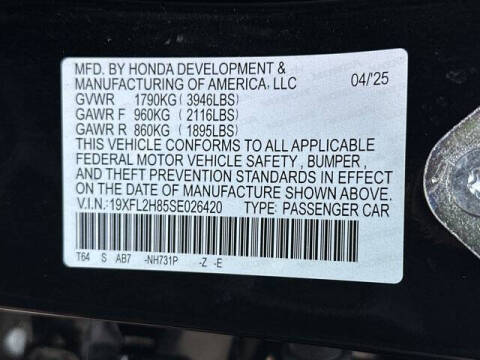 MFD. BY HONDA DEVELOPMENT &
MANUFACTURING OF AMERICA, LLC 04/'25
GVWR 1790KG (3946LBS)
GAWR F 960KG (2116LBS)
GAWR R 860KG (1895LBS)
THIS VEHICLE CONFORMS TO ALL APPLICABLE
FEDERAL MOTOR VEHICLE SAFETY , BUMPER ,
AND THEFT PREVENTION STANDARDS IN EFFECT
ON THE DATE OF MANUFACTURE SHOWN ABOVE.
V.I.N.:19XFL2H85SE026420 TYPE: PASSENGER CAR
T64 S AB7 -NH731P -Z -E